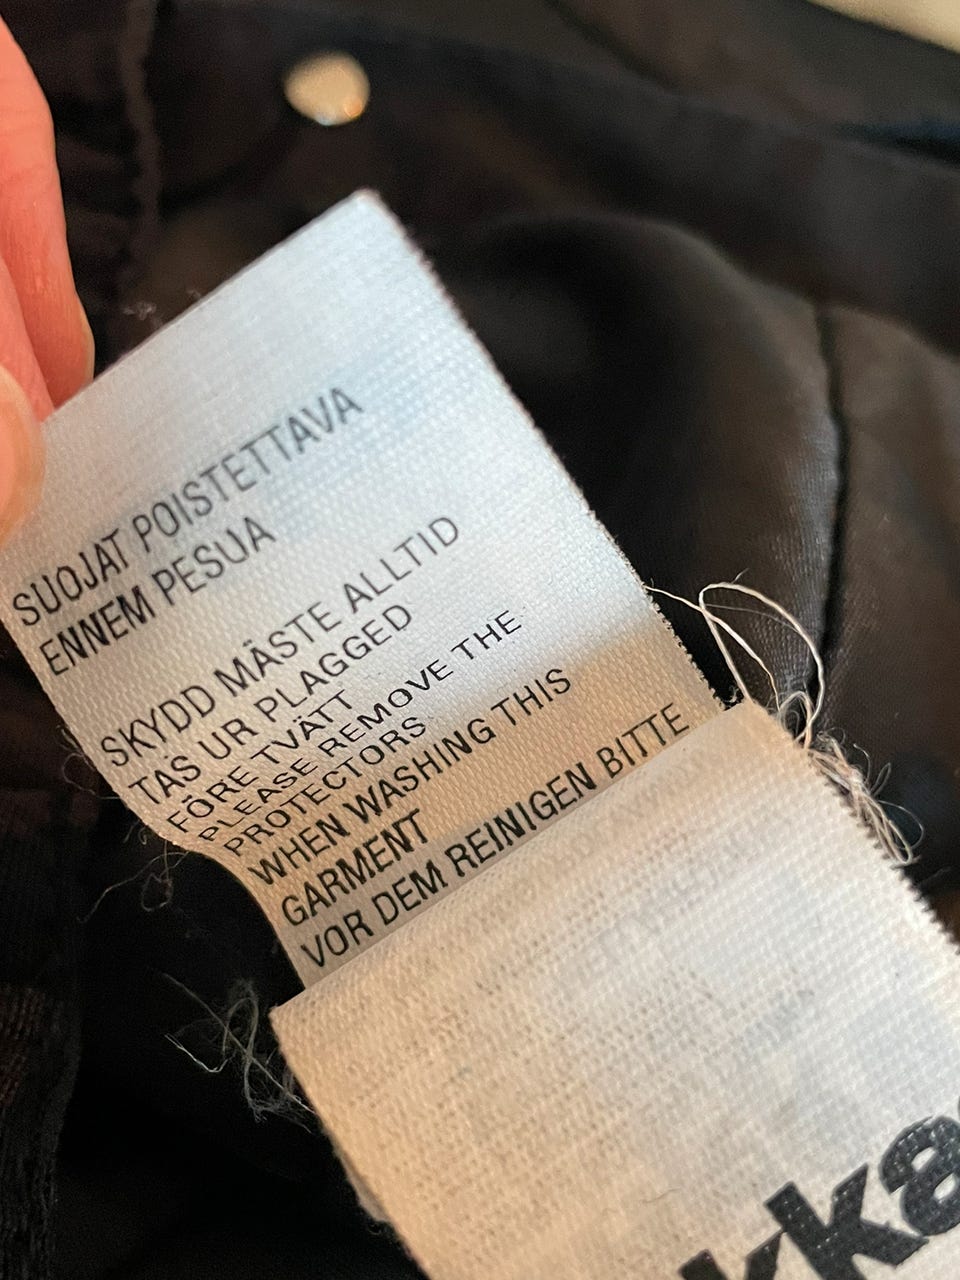 SUOJAT POISTETTAVA
ENNEM PESUA
SKYDD MÄSTE ALLTID
TAS UR PLAGGED
FÖRE TVÄTT
PLEASE REMOVE THE
PROTECTORS
WHEN WASHING THIS
GARMENT
VOR DEM REINIGEN BITTE